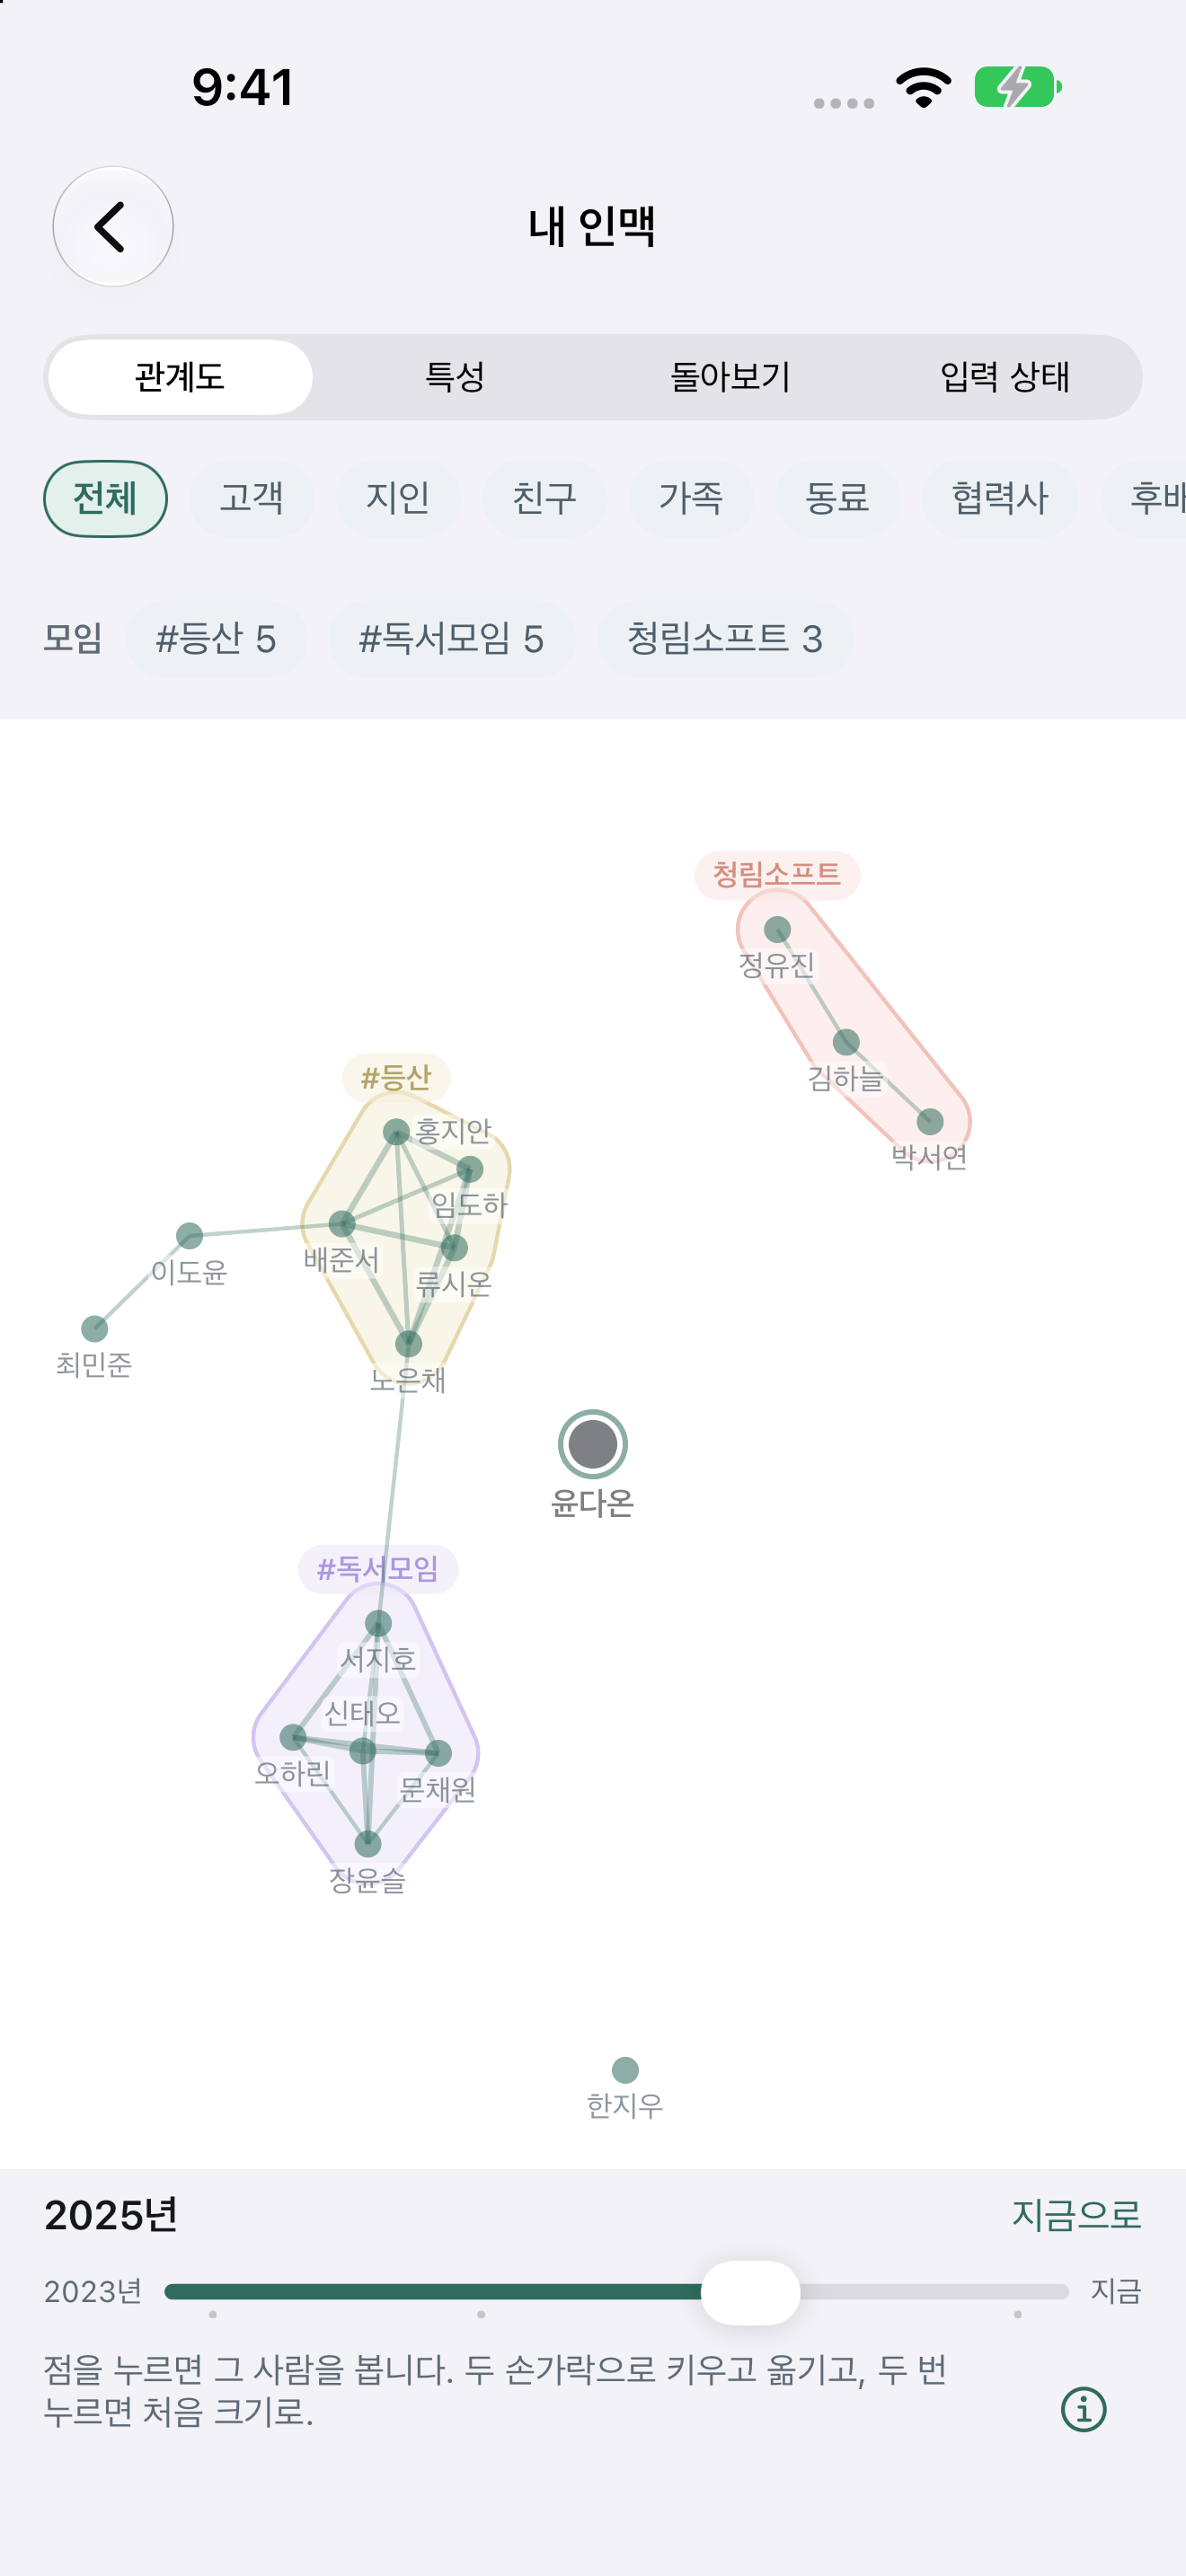 9:41
내 인맥
관계도 특성 돌아보기 입력 상태
전체 고객 지인 친구 가족 동료 협력사 후배
모임 #등산 5 #독서모임 5 청림소프트 3
청림소프트
정유진
김하늘
박서연
#등산
홍지안
임도하
배준서
류시온
이도윤
최민준
노은채
윤다온
#독서모임
서지호
신태오
오하린
문채원
장윤슬
한지우
2025년 지금으로
2023년 지금
점을 누르면 그 사람을 봅니다. 두 손가락으로 키우고 옮기고, 두 번
누르면 처음 크기로.